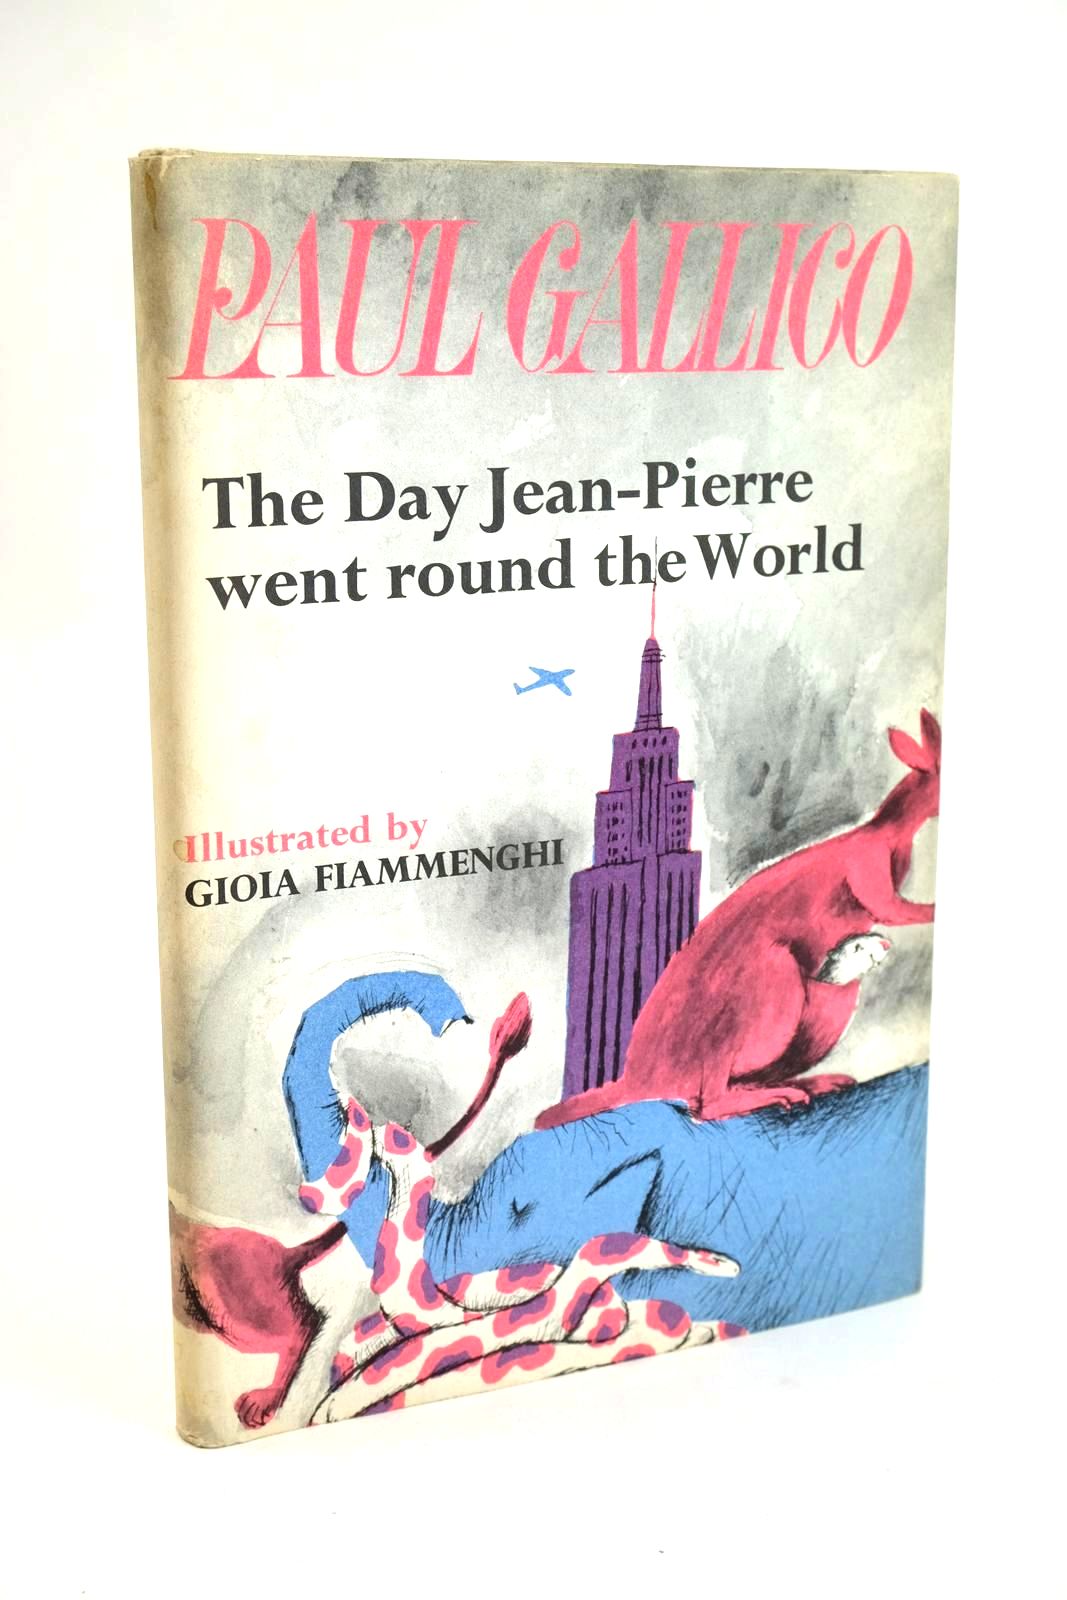 PAUL GALLICO
The Day Jean-Pierre
went round the World
Illustrated by
GIOIA FIAMMENGHI